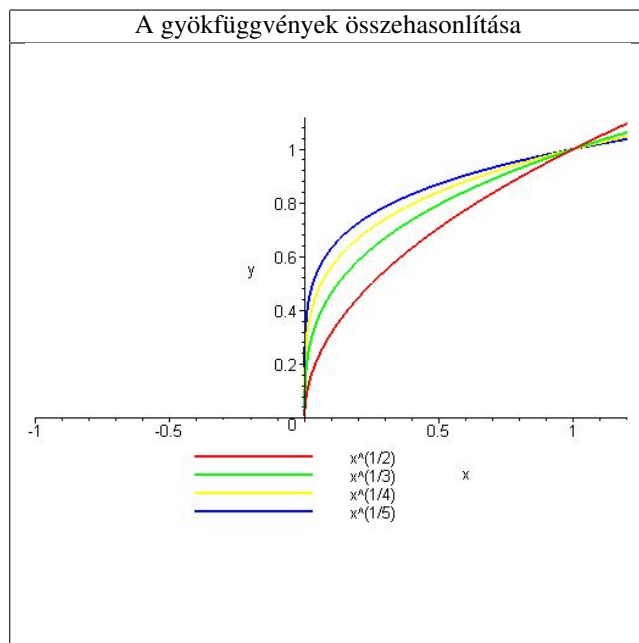 A gyökfüggvények összehasonlítása
1
0.8
0.6
y
0.4
0.2
-1 -0.5 0 0.5 1
x^(1/2)
x^(1/3) x
x^(1/4)
x^(1/5)